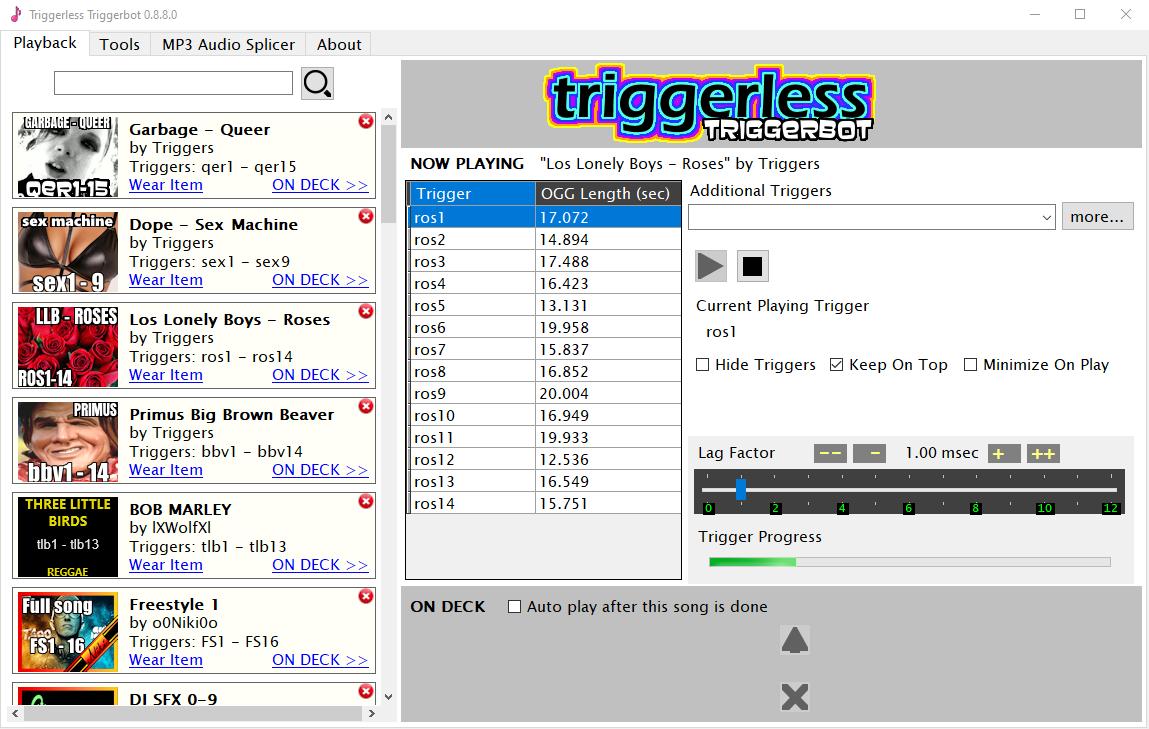 Triggerless Triggerbot 0.8.8.0
Playback
Tools
MP3 Audio Splicer
About
GARBAGE - QUEER
QER1-15
Garbage - Queer
by Triggers
Triggers: qer1 - qer15
Wear Item
ON DECK >>
sex machine
sex1 - 9
Dope - Sex Machine
by Triggers
Triggers: sex1 - sex9
Wear Item
ON DECK >>
LLB - ROSES
ROS1-14
Los Lonely Boys - Roses
by Triggers
Triggers: ros1 - ros14
Wear Item
ON DECK >>
PRIMUS
bbv1 - 14
Primus Big Brown Beaver
by Triggers
Triggers: bbv1 - bbv14
Wear Item
ON DECK >>
THREE LITTLE
BIRDS
tlb1 - tlb13
REGGAE
BOB MARLEY
by lXWolfXl
Triggers: tlb1 - tlb13
Wear Item
ON DECK >>
Full song
FS1 - 16
Freestyle 1
by o0Niki0o
Triggers: FS1 - FS16
Wear Item
ON DECK >>
DJ SFX 0-9
triggerless
TRIGGERBOT
NOW PLAYING "Los Lonely Boys - Roses" by Triggers
Trigger OGG Length (sec)
ros1 17.072
ros2 14.894
ros3 17.488
ros4 16.423
ros5 13.131
ros6 19.958
ros7 15.837
ros8 16.852
ros9 20.004
ros10 16.949
ros11 19.933
ros12 12.536
ros13 16.549
ros14 15.751
Additional Triggers
more...
Current Playing Trigger
ros1
Hide Triggers
Keep On Top
Minimize On Play
Lag Factor -- - 1.00 msec + ++
0 2 4 6 8 10 12
Trigger Progress
ON DECK
Auto play after this song is done